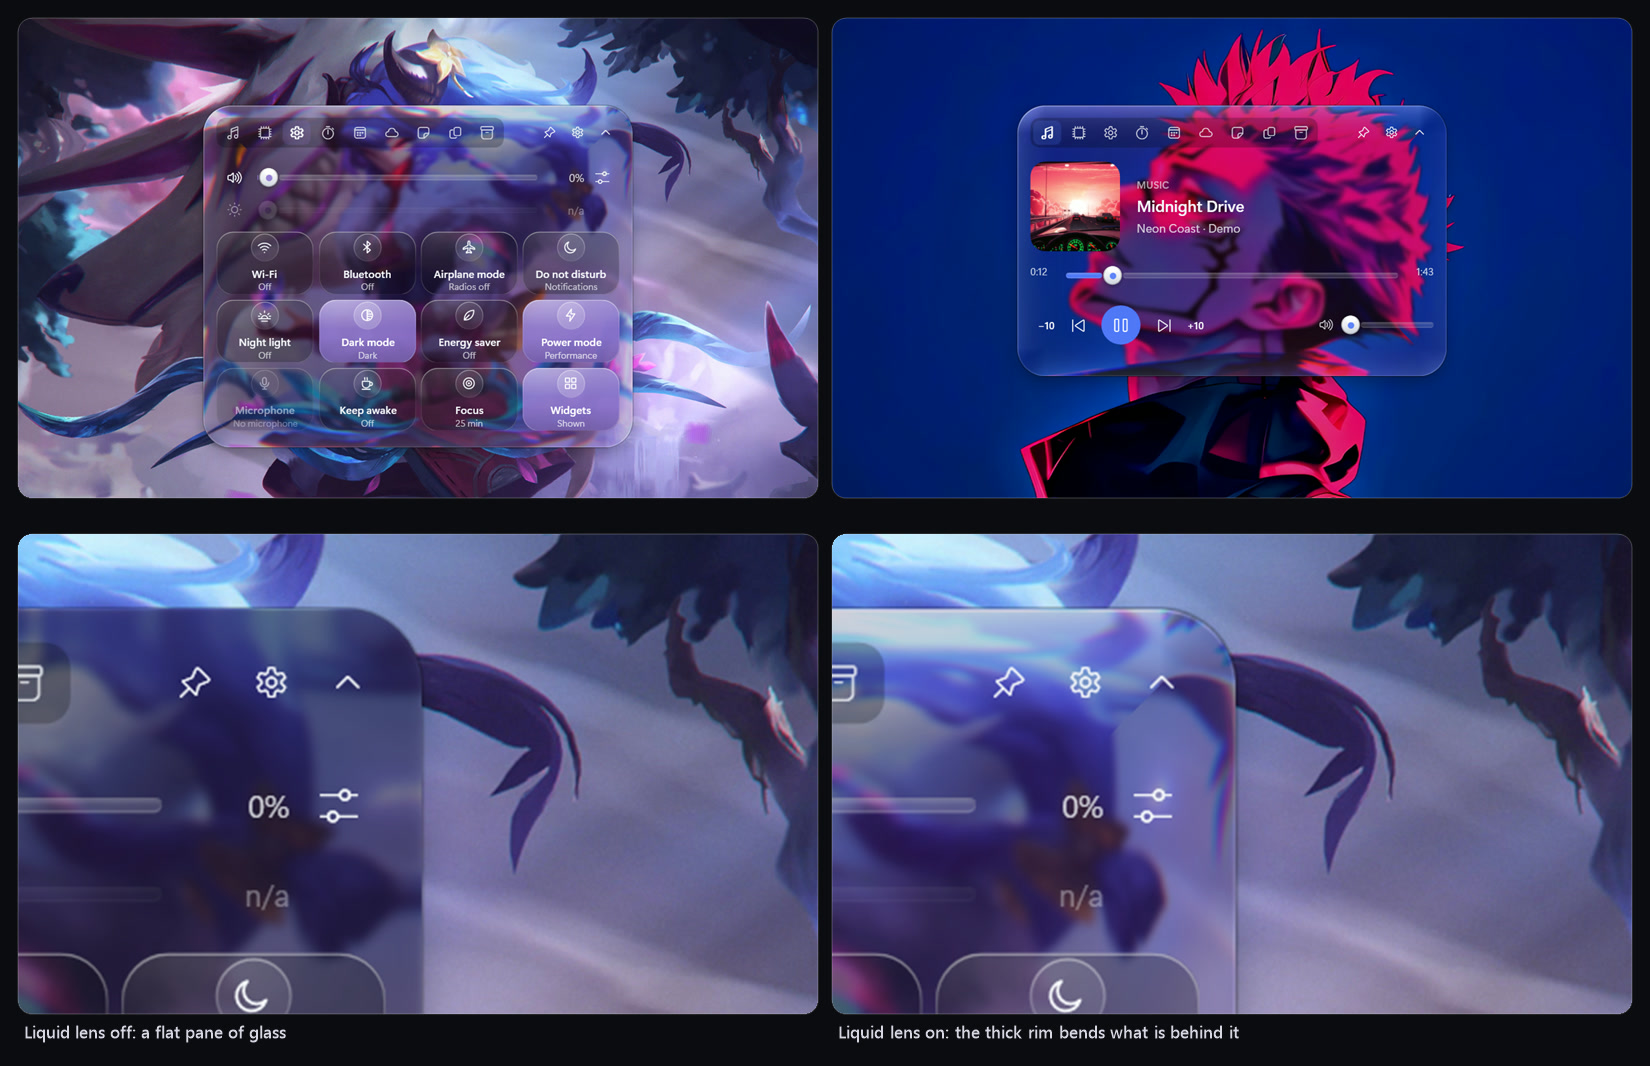 0%
n/a
Wi-Fi
Off
Bluetooth
Off
Airplane mode
Radios off
Do not disturb
Notifications
Night light
Off
Dark mode
Dark
Energy saver
Off
Power mode
Performance
Microphone
No microphone
Keep awake
Off
Focus
25 min
Widgets
Shown
MUSIC
Midnight Drive
Neon Coast · Demo
0:12
1:43
−10
+10
0%
n/a
Liquid lens off: a flat pane of glass
0%
n/a
Liquid lens on: the thick rim bends what is behind it